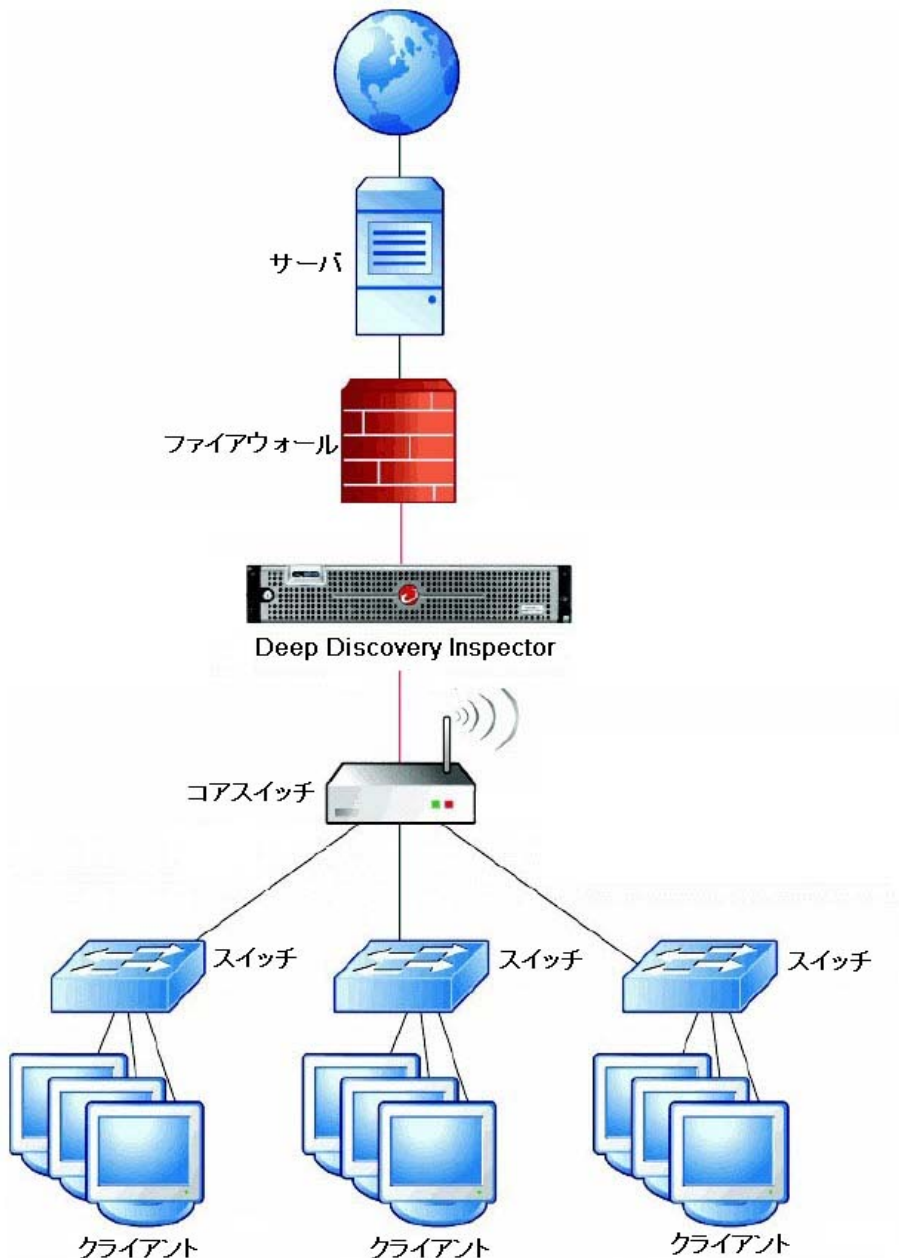 サーバ
ファイアウォール
Deep Discovery Inspector
コアスイッチ
スイッチ
スイッチ
スイッチ
クライアント
クライアント
クライアント